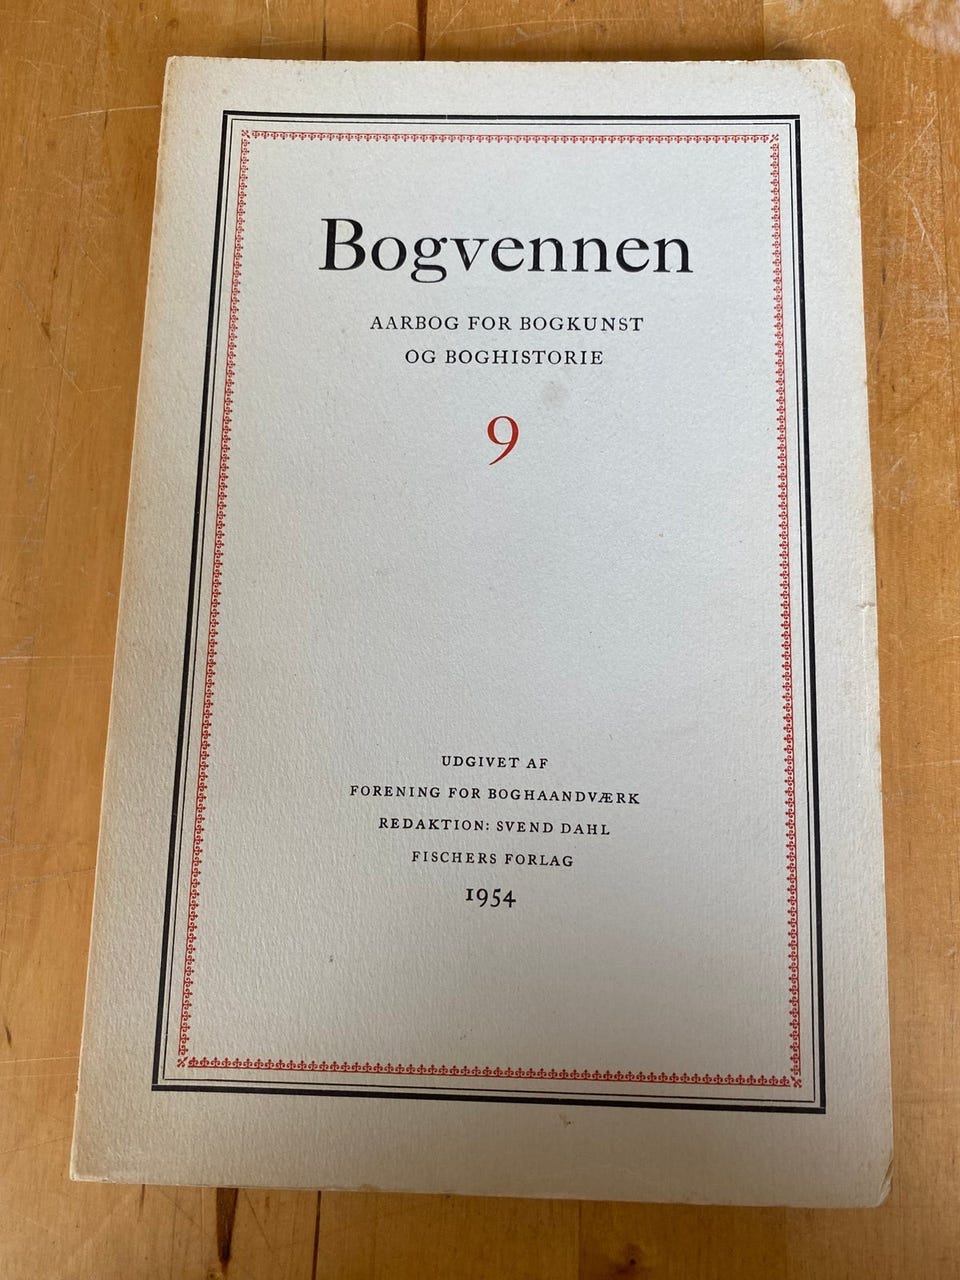 Bogvennen
AARBOG FOR BOGKUNST
OG BOGHISTORIE
9
UDGIVET AF
FORENING FOR BOGHAANDVÆRK
REDAKTION: SVEND DAHL
FISCHERS FORLAG
1954